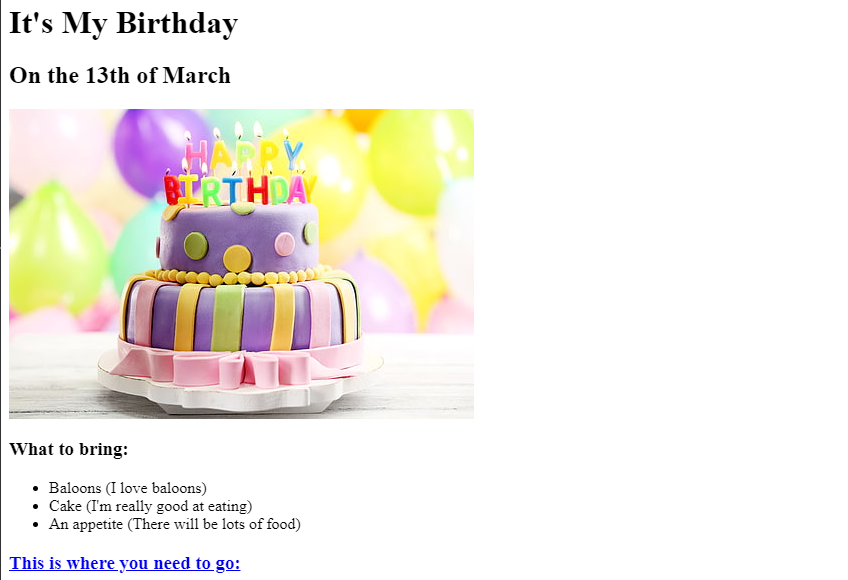 It's My Birthday
On the 13th of March
HAPPY
BIRTHDAY
What to bring:
Baloons (I love baloons)
Cake (I'm really good at eating)
An appetite (There will be lots of food)
This is where you need to go: